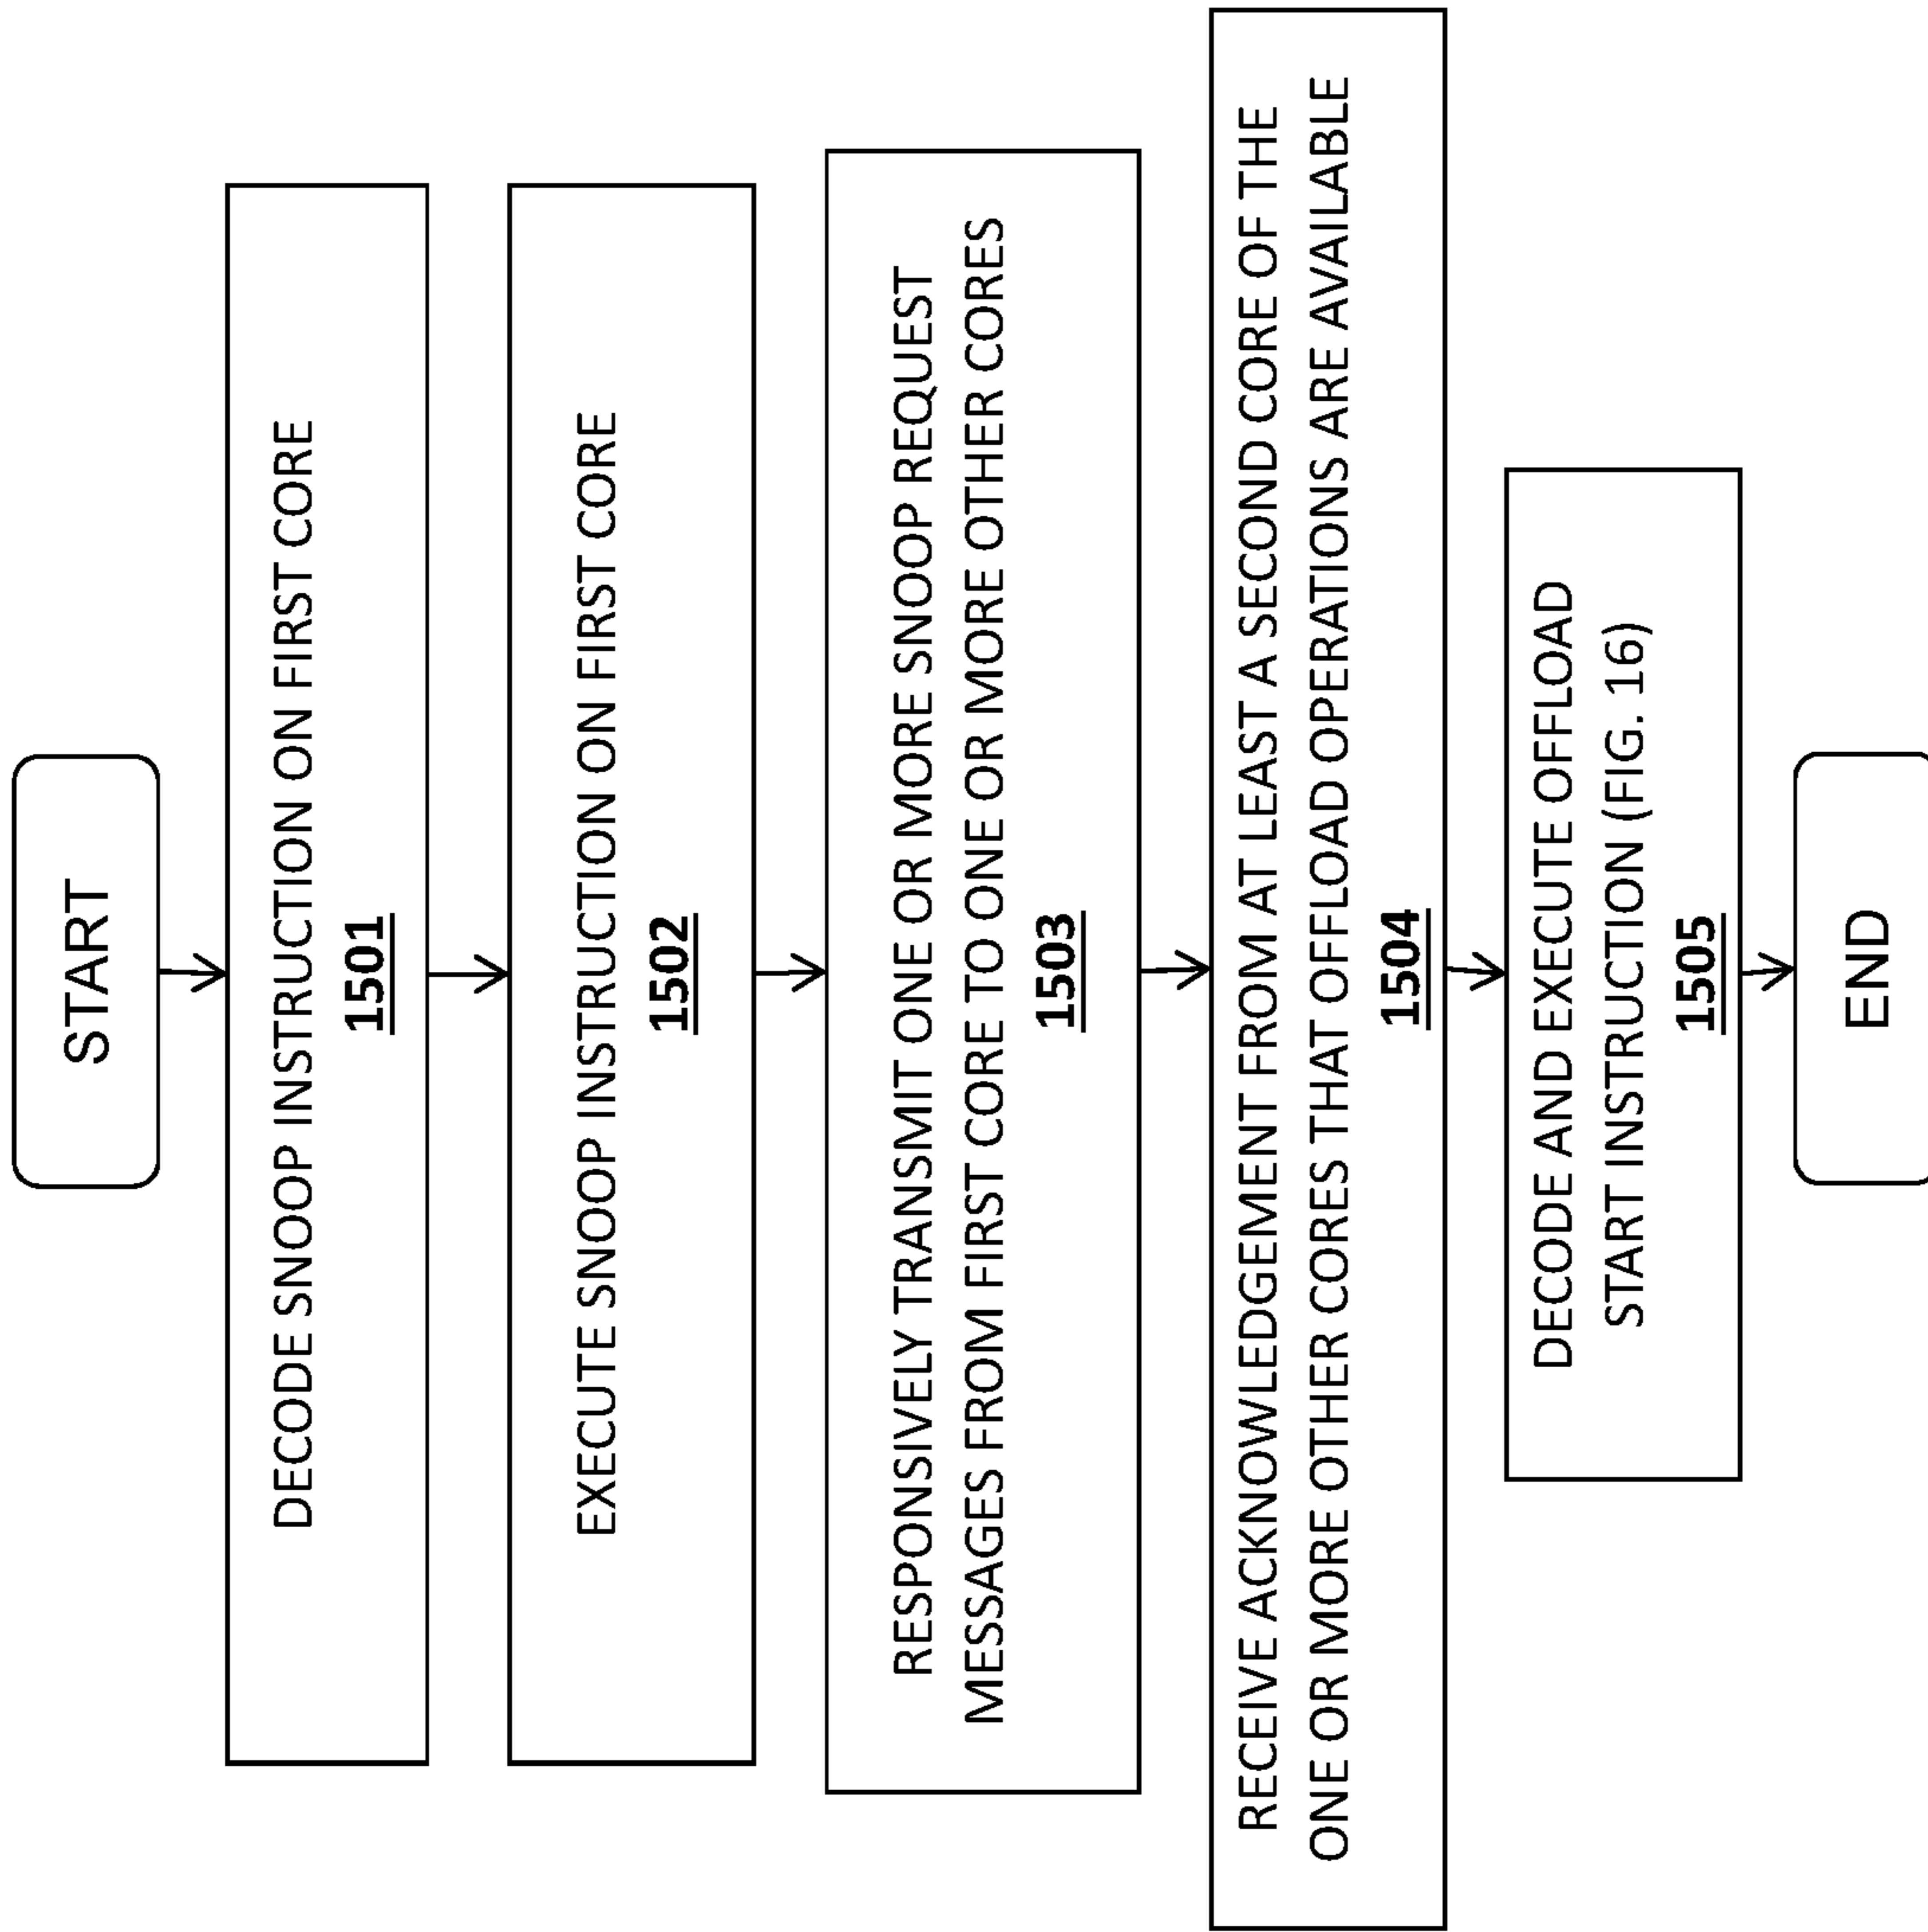 START
DECODE SNOOP INSTRUCTION ON FIRST CORE
1501
EXECUTE SNOOP INSTRUCTION ON FIRST CORE
1502
RESPONSIVELY TRANSMIT ONE OR MORE SNOOP REQUEST
MESSAGES FROM FIRST CORE TO ONE OR MORE OTHER CORES
1503
RECEIVE ACKNOWLEDGEMENT FROM AT LEAST A SECOND CORE OF THE
ONE OR MORE OTHER CORES THAT OFFLOAD OPERATIONS ARE AVAILABLE
1504
DECODE AND EXECUTE OFFLOAD
START INSTRUCTION (FIG. 16)
1505
END